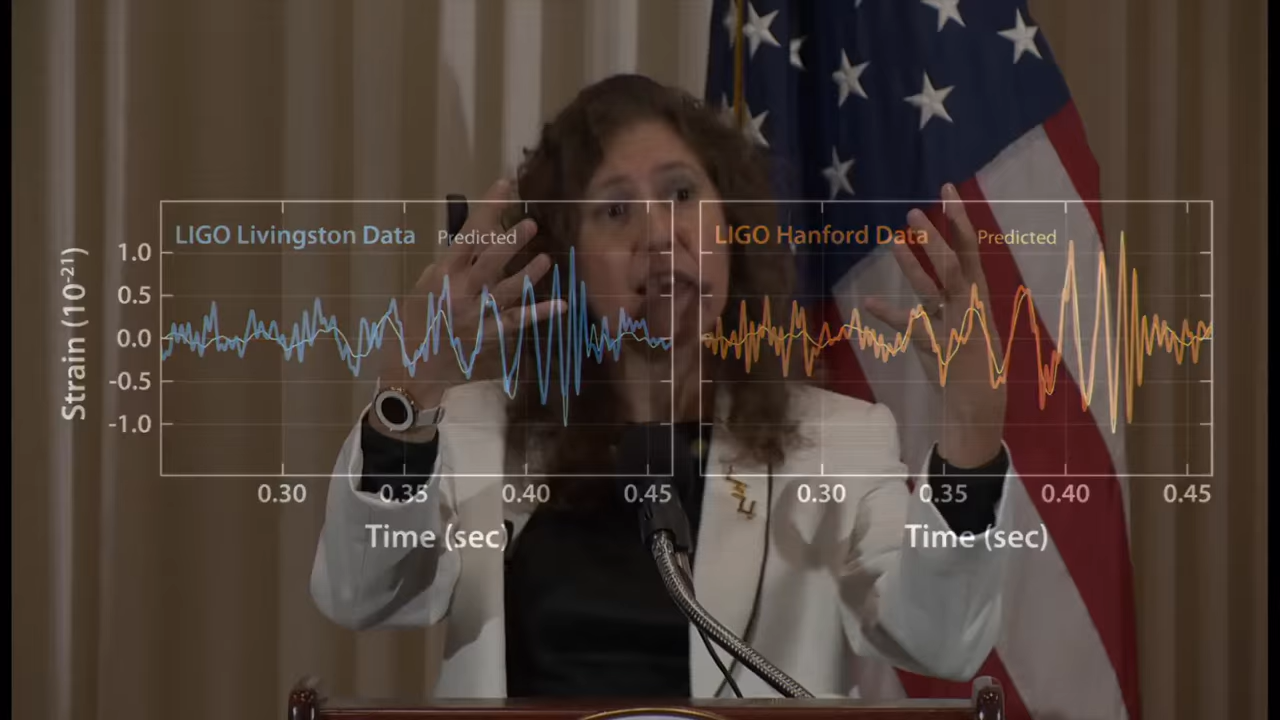 LIGO Livingston Data Predicted
LIGO Hanford Data Predicted
Strain (10⁻²¹)
1.0
0.5
0.0
-0.5
-1.0
0.30 0.35 0.40 0.45
0.30 0.35 0.40 0.45
Time (sec)
Time (sec)
LSU